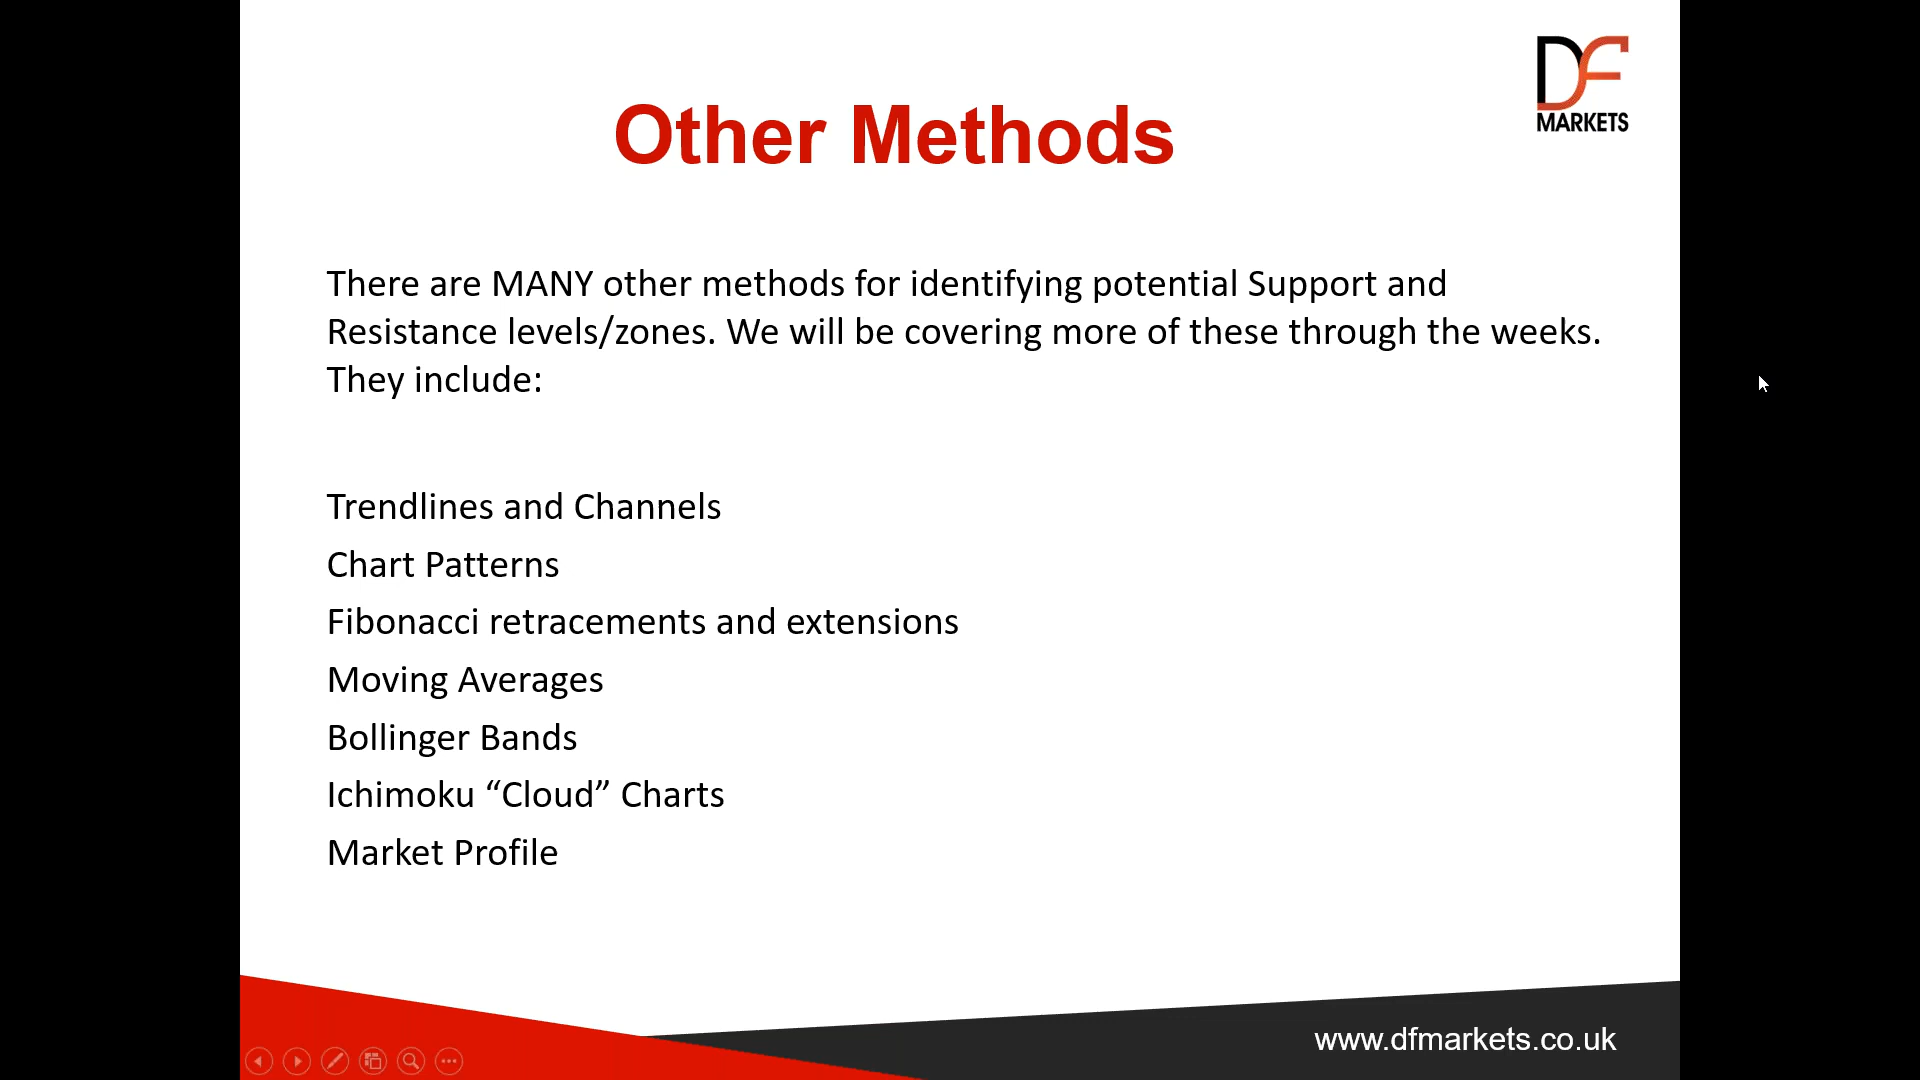 DF
MARKETS
Other Methods
There are MANY other methods for identifying potential Support and
Resistance levels/zones. We will be covering more of these through the weeks.
They include:
Trendlines and Channels
Chart Patterns
Fibonacci retracements and extensions
Moving Averages
Bollinger Bands
Ichimoku “Cloud” Charts
Market Profile
www.dfmarkets.co.uk